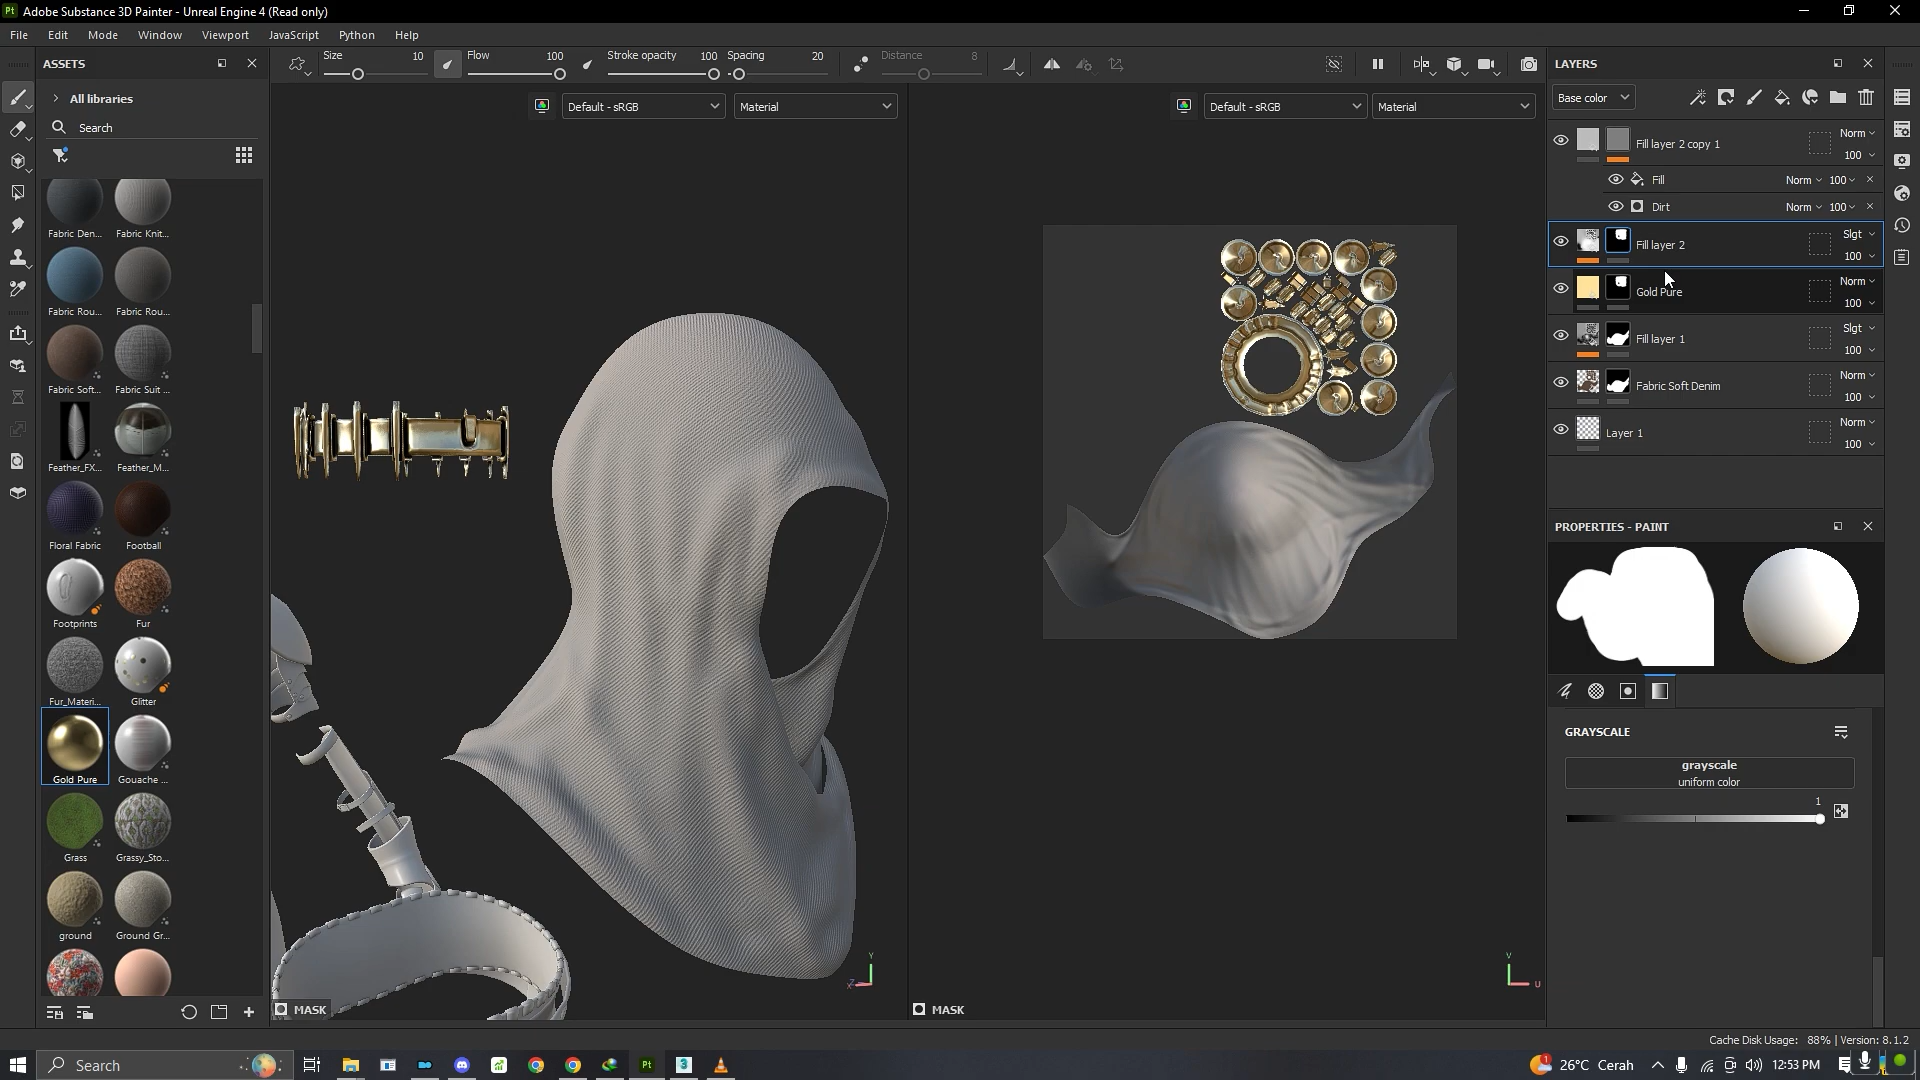 Pt Adobe Substance 3D Painter - Unreal Engine 4 (Read only)
File Edit Mode Window Viewport JavaScript Python Help
ASSETS
Size 10 Flow 100 Stroke opacity 100 Spacing 20 Distance 8
LAYERS
All libraries
Search
Default - sRGB Material
Default - sRGB Material
Base color
Fill layer 2 copy 1 Norm 100
Fill Norm 100
Dirt Norm 100
Fill layer 2 Slgt 100
Gold Pure Norm 100
Fill layer 1 Slgt 100
Fabric Soft Denim Norm 100
Layer 1 Norm 100
Fabric Den... Fabric Knit...
Fabric Rou... Fabric Rou...
Fabric Soft... Fabric Suit ...
Feather_FX... Feather_M...
Floral Fabric Football
Footprints Fur
Fur_Materi... Glitter
Gold Pure Gouache ...
Grass Grassy_Sto...
ground Ground Gr...
PROPERTIES - PAINT
GRAYSCALE
grayscale
uniform color
1
MASK
MASK
Y
V
U
Cache Disk Usage: 88% | Version: 8.1.2
Search
Pt
3
1
26°C Cerah
12:53 PM